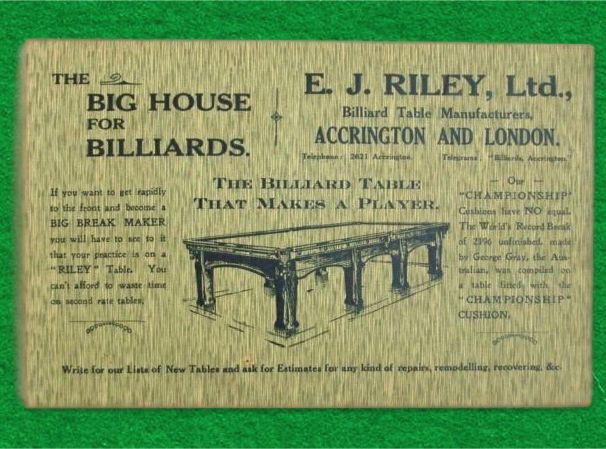 THE
BIG HOUSE
FOR
BILLIARDS.
E. J. RILEY, Ltd.,
Billiard Table Manufacturers,
ACCRINGTON AND LONDON.
Telephone: 2621 Accrington. Telegrams: "Billiards, Accrington."
THE BILLIARD TABLE
THAT MAKES A PLAYER.
If you want to get rapidly
to the front and become a
BIG BREAK MAKER
you will have to see to it
that your practice is on a
"RILEY" Table. You
can't afford to waste time
on second rate tables.
— Our —
"CHAMPIONSHIP"
Cushions have NO equal.
The World's Record Break
of 2196 unfinished, made
by George Gray, the Aus-
tralian, was compiled on
a table fitted with the
"CHAMPIONSHIP"
CUSHION.
Write for our Lists of New Tables and ask for Estimates for any kind of repairs, remodelling, recovering, &c.